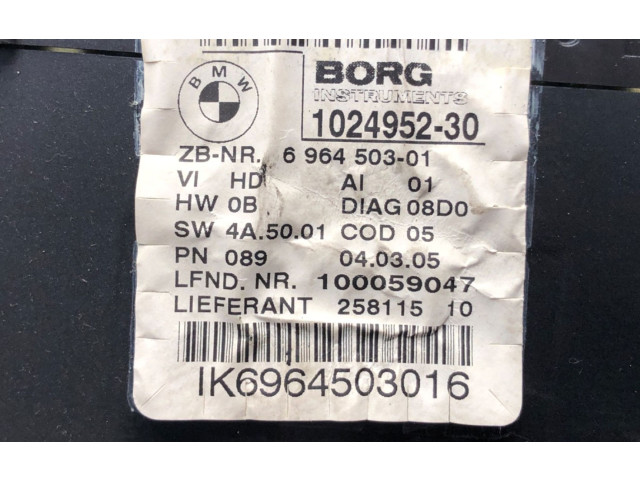 BMW
BORG
INSTRUMENTS
1024952-30
ZB-NR. 6 964 503-01
VI HD AI 01
HW 0B DIAG 08D0
SW 4A.50.01 COD 05
PN 089 04.03.05
LFND. NR. 100059047
LIEFERANT 258115 10
IK6964503016